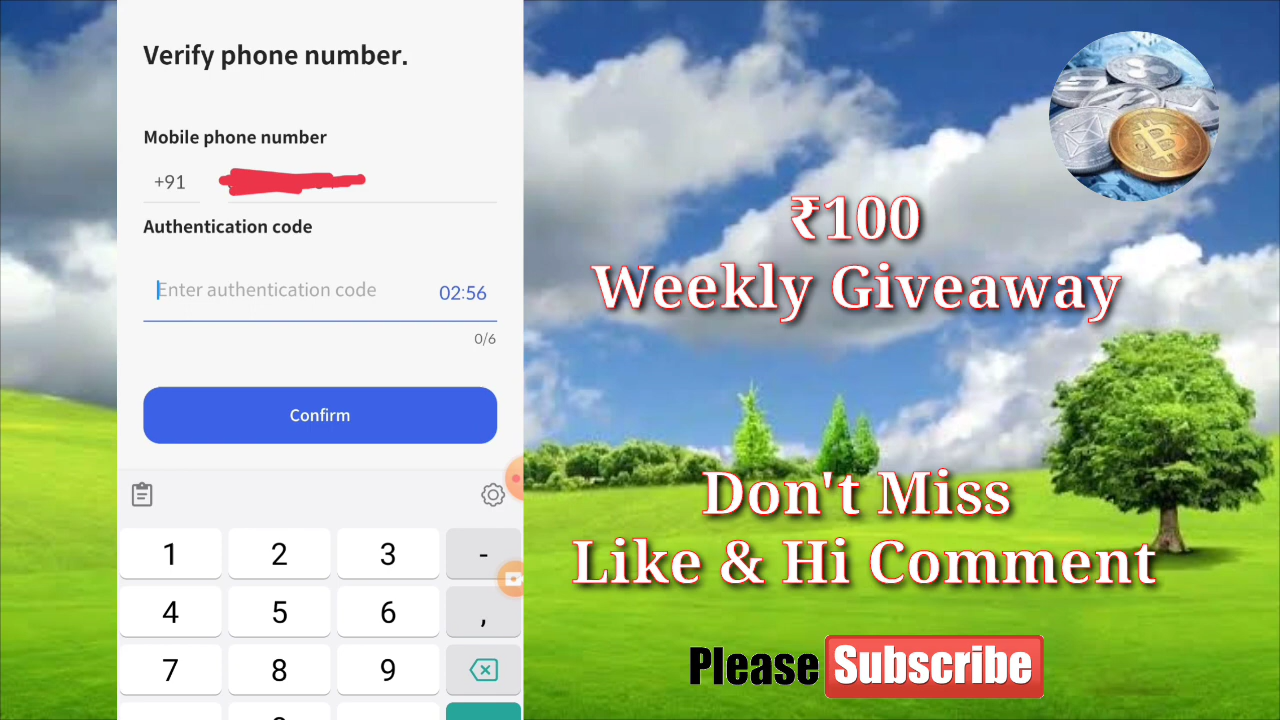 Verify phone number.
Mobile phone number
+91
Authentication code
Enter authentication code
02:56
0/6
Confirm
1 2 3 -
4 5 6 ,
7 8 9
₹100
Weekly Giveaway
Don't Miss
Like & Hi Comment
Please Subscribe